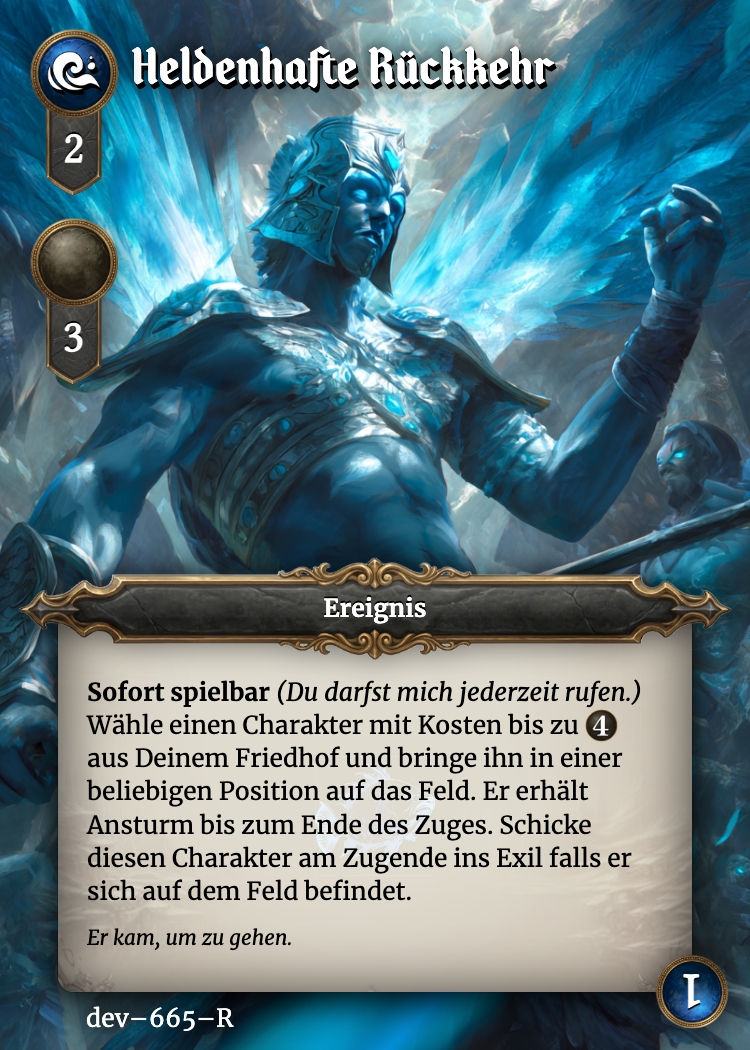 Heldenhafte Rückkehr
2
3
Ereignis
Sofort spielbar (Du darfst mich jederzeit rufen.)
Wähle einen Charakter mit Kosten bis zu 4
aus Deinem Friedhof und bringe ihn in einer
beliebigen Position auf das Feld. Er erhält
Ansturm bis zum Ende des Zuges. Schicke
diesen Charakter am Zugende ins Exil falls er
sich auf dem Feld befindet.
Er kam, um zu gehen.
1
dev–665–R